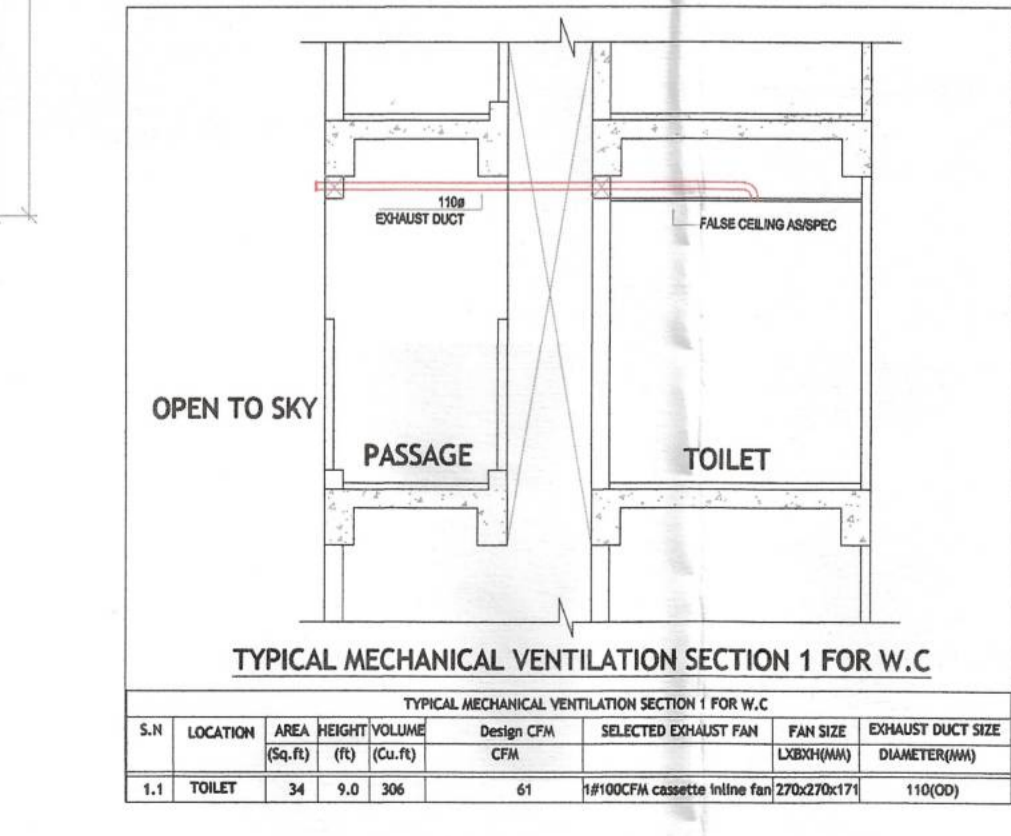 110ø
EXHAUST DUCT
FALSE CEILING AS/SPEC
OPEN TO SKY
PASSAGE
TOILET
TYPICAL MECHANICAL VENTILATION SECTION 1 FOR W.C
TYPICAL MECHANICAL VENTILATION SECTION 1 FOR W.C
S.N LOCATION AREA HEIGHT VOLUME Design CFM SELECTED EXHAUST FAN FAN SIZE EXHAUST DUCT SIZE
(Sq.ft) (ft) (Cu.ft) CFM LXBXH(MM) DIAMETER(MM)
1.1 TOILET 34 9.0 306 61 1#100CFM cassette inline fan 270x270x171 110(OD)